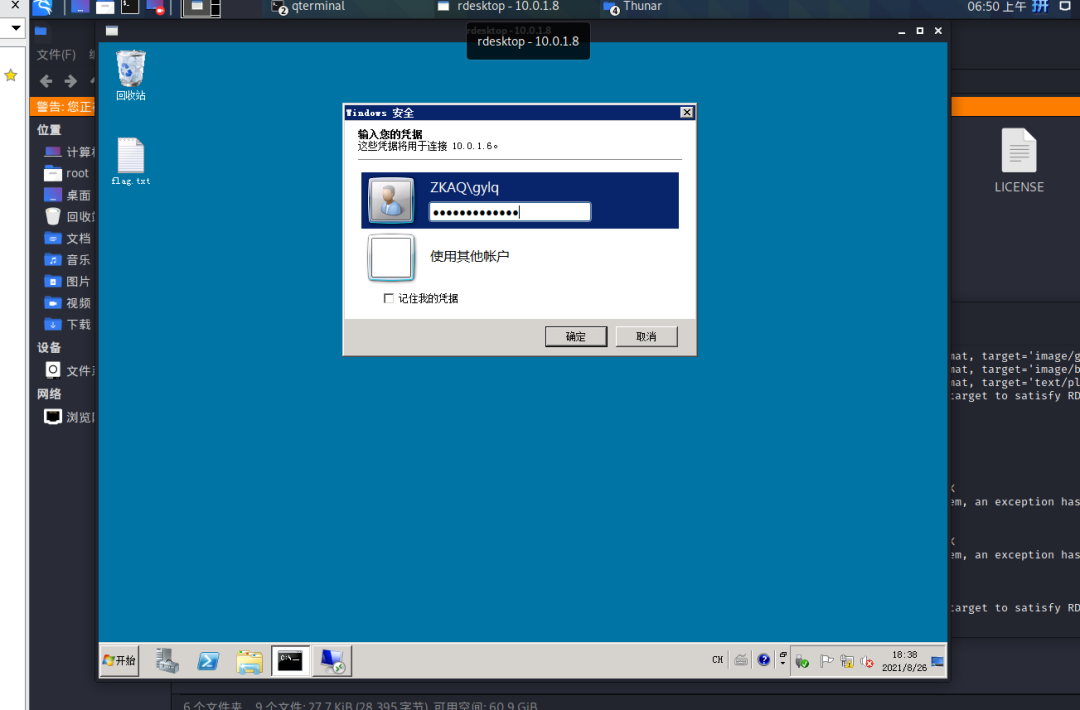 qterminal
rdesktop - 10.0.1.8
Thunar
06:50 上午
拼
rdesktop - 10.0.1.8
rdesktop - 10.0.1.8
文件(F)
警告: 您正
位置
计算
root
桌面
回收
文档
音乐
图片
视频
下载
设备
文件
网络
浏览
回收站
flag.txt
Windows 安全
输入您的凭据
这些凭据将用于连接 10.0.1.6。
ZKAQ\gylq
使用其他帐户
记住我的凭据
确定
取消
LICENSE
mat, target='image/g
mat, target='image/b
mat, target='text/pl
target to satisfy RD
em, an exception has
em, an exception has
target to satisfy RD
开始
C:\
CH
18:38
2021/8/26
6 个文件夹, 9 个文件: 27.7 KiB (28,395 字节), 可用空间: 60.9 GiB